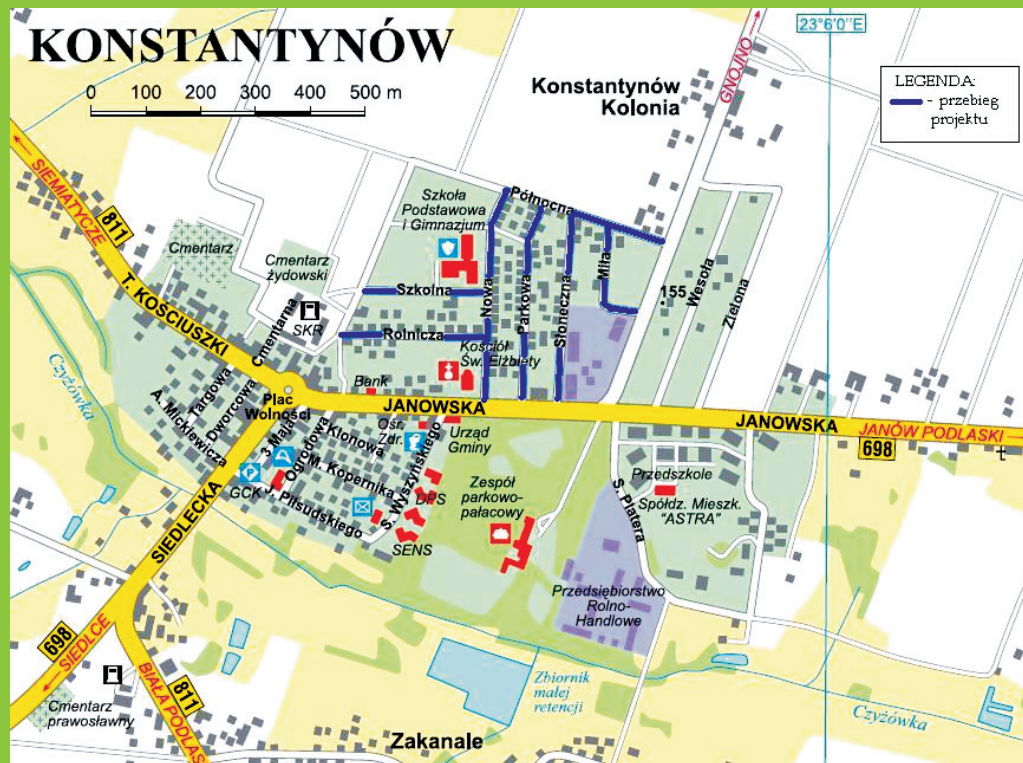 KONSTANTYNÓW
0 100 200 300 400 500 m
23°6'0"E
LEGENDA:
- przebieg
projektu
GNOJNO
Konstantynów
Kolonia
SIEMIATYCZE
811
Szkoła
Podstawowa
i Gimnazjum
Północna
Cmentarz
Cmentarz
żydowski
T. KOŚCIUSZKI
Cmentarna
SKR
Szkolna
Nowa
Parkowa
Słoneczna
Miła
155
Wesoła
Zielona
Rolnicza
Kościół
Św. Elżbiety
Czyżówka
Bank
Targowa
Dworcowa
A. Mickiewicza
Plac
Wolności
JANOWSKA
JANOWSKA
JANÓW PODLASKI
698
3 Maja
Ogrodowa
Klonowa
Ośr.
Zdr.
Urząd
Gminy
M. Kopernika
S. Wyszyńskiego
GCK
J. Piłsudskiego
DPS
SENS
Zespół
parkowo-
pałacowy
S. Platera
Przedszkole
Spółdz. Mieszk.
"ASTRA"
SIEDLECKA
Przedsiębiorstwo
Rolno-
Handlowe
698
SIEDLCE
BIAŁA PODLAS
811
Cmentarz
prawosławny
Zbiornik
małej
retencji
Czyżówka
Zakanale